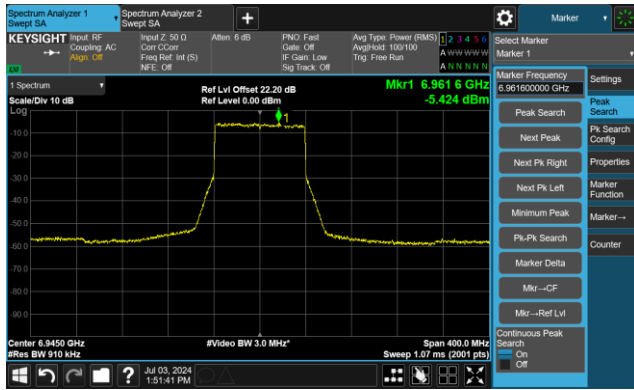 Spectrum Analyzer 1
Swept SA
Spectrum Analyzer 2
Swept SA
+
Marker
KEYSIGHT
Input: RF
Coupling: AC
Align: Off
Input Z: 50 Ω
Corr CCorr
Freq Ref: Int (S)
NFE: Off
Atten: 6 dB
PNO: Fast
Gate: Off
IF Gain: Low
Sig Track: Off
Avg Type: Power (RMS)
Avg|Hold: 100/100
Trig: Free Run
1 2 3 4 5 6
A W W W W W
A N N N N N
Select Marker
Marker 1
1 Spectrum
Scale/Div 10 dB
Log
Ref Lvl Offset 22.20 dB
Ref Level 0.00 dBm
Mkr1 6.961 6 GHz
-5.424 dBm
1
-10.0
-20.0
-30.0
-40.0
-50.0
-60.0
-70.0
-80.0
-90.0
Center 6.9450 GHz
#Res BW 910 kHz
#Video BW 3.0 MHz*
Span 400.0 MHz
Sweep 1.07 ms (2001 pts)
Marker Frequency
6.961600000 GHz
Peak Search
Next Peak
Next Pk Right
Next Pk Left
Minimum Peak
Pk-Pk Search
Marker Delta
Mkr→CF
Mkr→Ref Lvl
Continuous Peak
Search
On
Off
Settings
Peak
Search
Pk Search
Config
Properties
Marker
Function
Marker→
Counter
?
Jul 03, 2024
1:51:41 PM